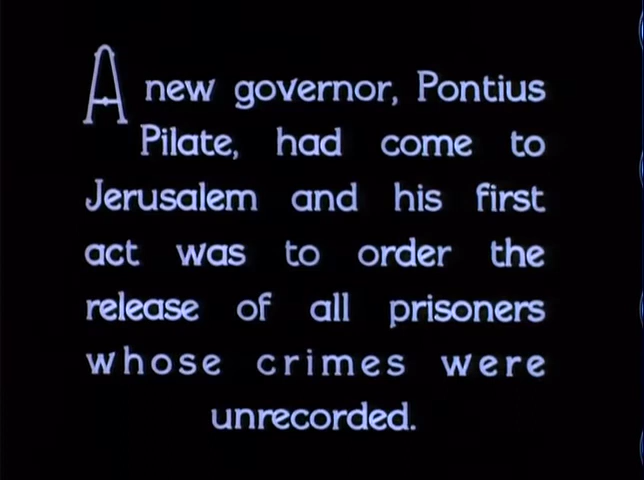 A new governor, Pontius
Pilate, had come to
Jerusalem and his first
act was to order the
release of all prisoners
whose crimes were
unrecorded.